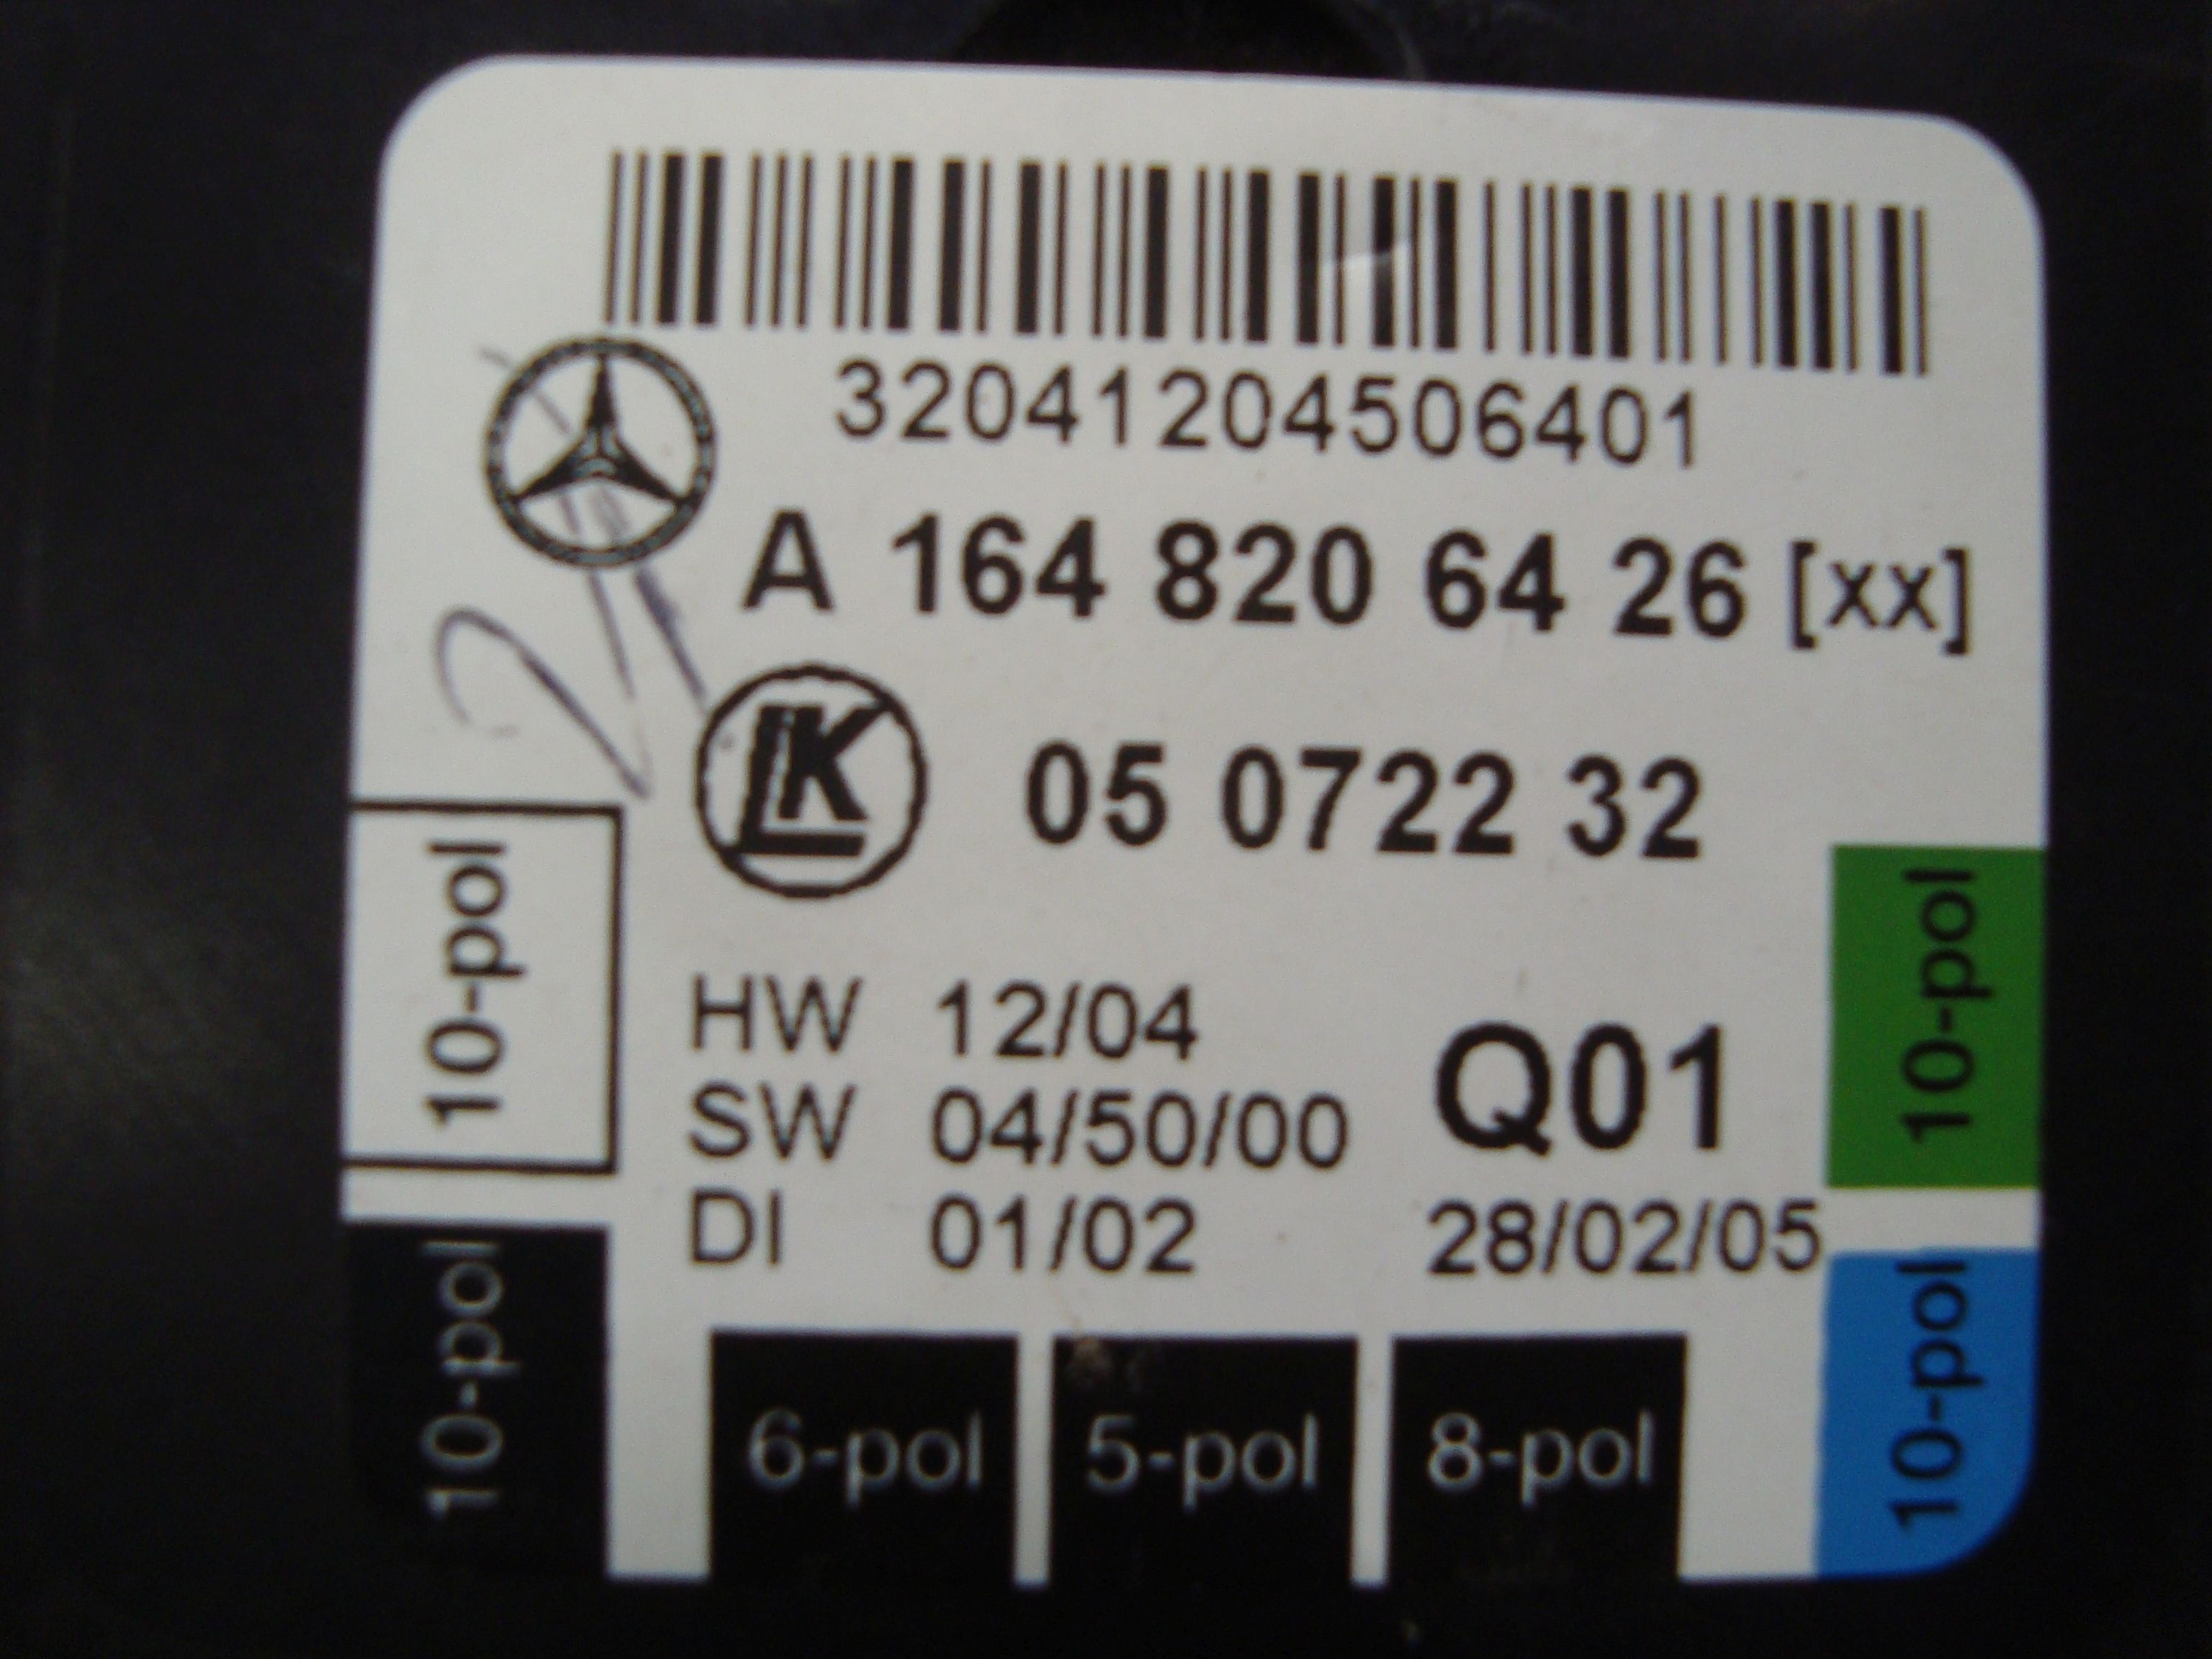 32041204506401
A 164 820 64 26 [xx]
LK 05 0722 32
HW 12/04
SW 04/50/00
DI 01/02
Q01
28/02/05
10-pol
10-pol
6-pol
5-pol
8-pol
10-pol
10-pol